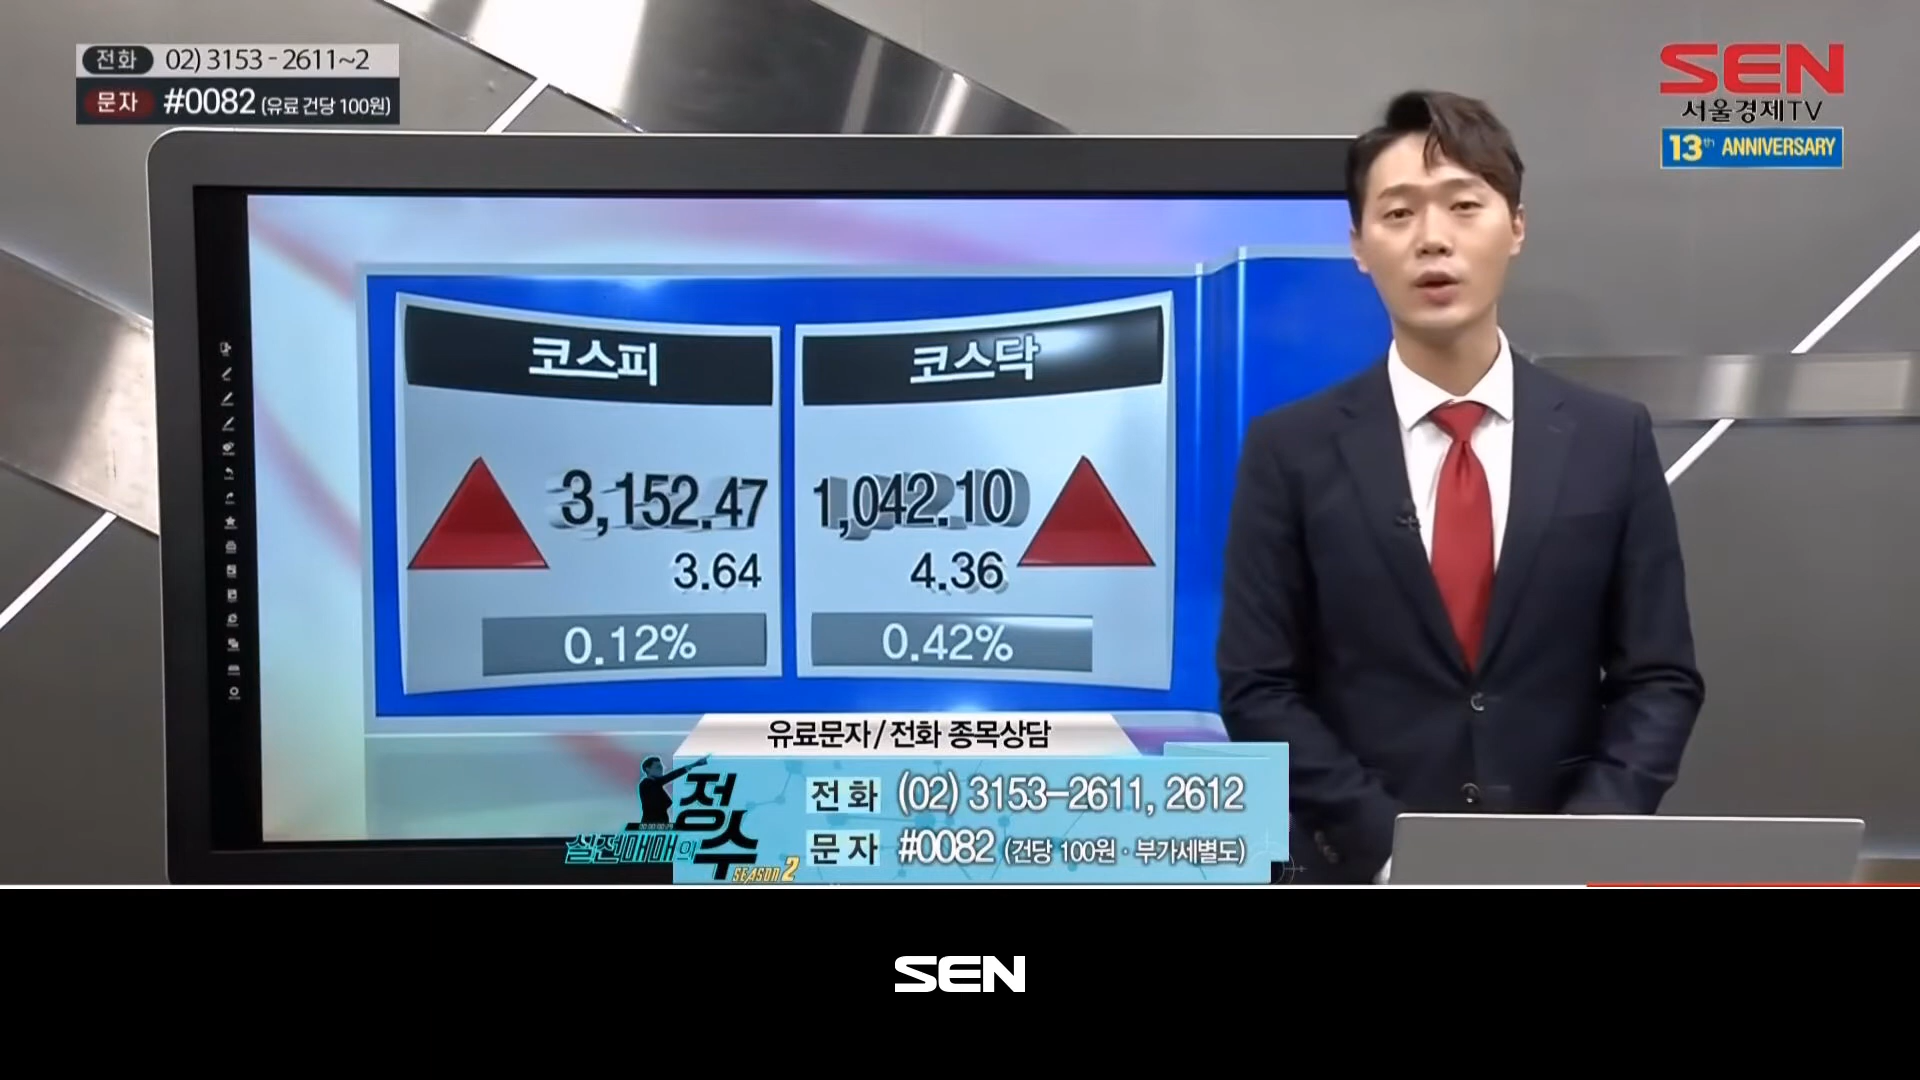 전화 02) 3153 - 2611~2
문자 #0082 (유료 건당 100원)
SEN
서울경제TV
13th ANNIVERSARY
코스피
3,152.47
3.64
0.12%
코스닥
1,042.10
4.36
0.42%
유료문자/전화 종목상담
실전매매의
정수
SEASON 2
전화 (02) 3153-2611, 2612
문자 #0082 (건당 100원 · 부가세별도)
SEN